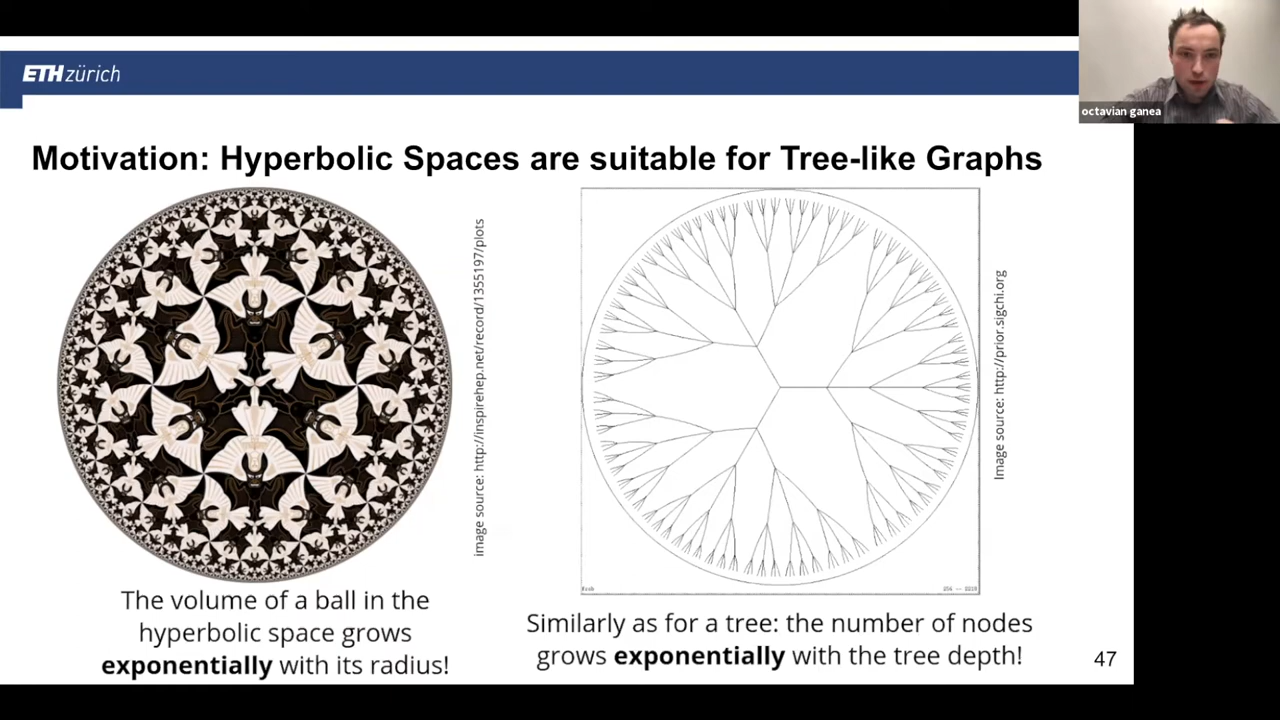 ETH zürich
octavian ganea
Motivation: Hyperbolic Spaces are suitable for Tree-like Graphs
image source: http://inspirehep.net/record/1355197/plots
Image source: http://prior.sigchi.org
The volume of a ball in the
hyperbolic space grows
exponentially with its radius!
Similarly as for a tree: the number of nodes
grows exponentially with the tree depth!
47